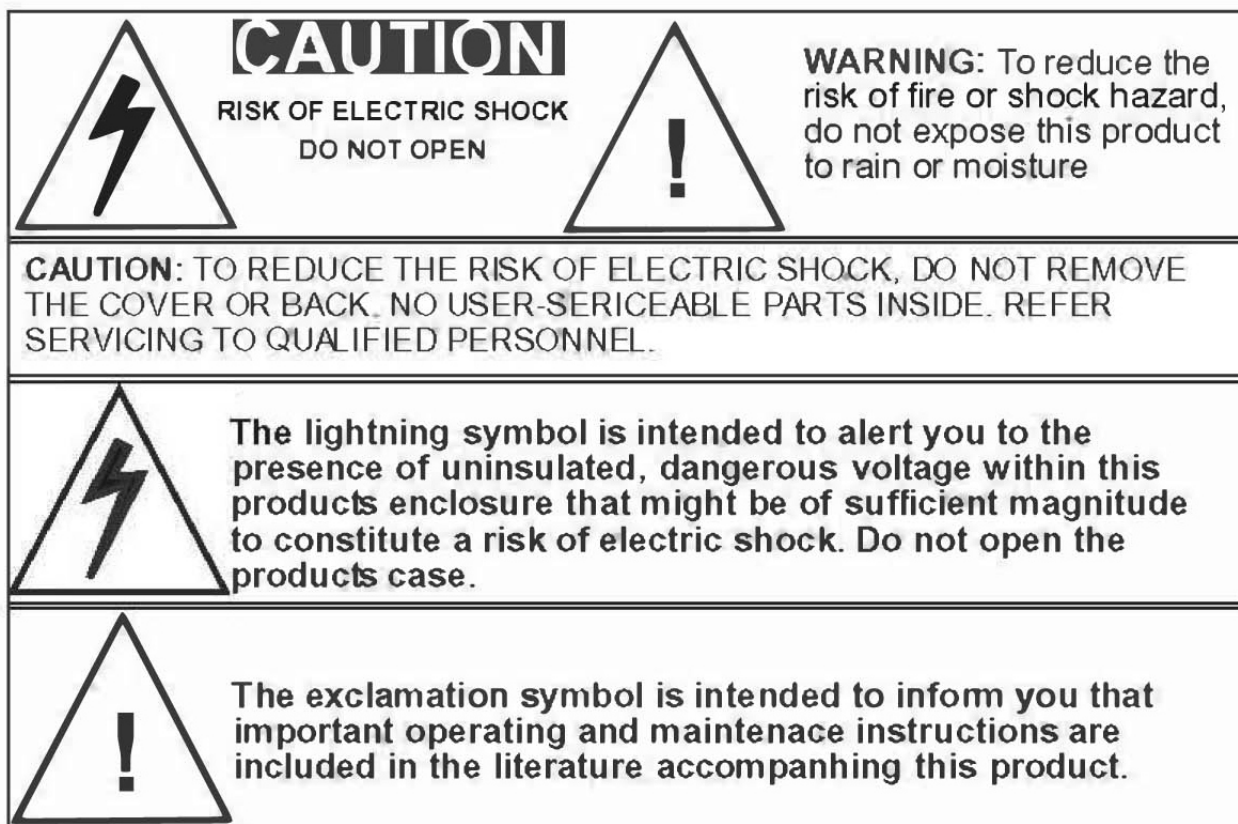 CAUTION
RISK OF ELECTRIC SHOCK
DO NOT OPEN
!
WARNING: To reduce the
risk of fire or shock hazard,
do not expose this product
to rain or moisture
CAUTION: TO REDUCE THE RISK OF ELECTRIC SHOCK, DO NOT REMOVE
THE COVER OR BACK. NO USER-SERICEABLE PARTS INSIDE. REFER
SERVICING TO QUALIFIED PERSONNEL.
The lightning symbol is intended to alert you to the
presence of uninsulated, dangerous voltage within this
products enclosure that might be of sufficient magnitude
to constitute a risk of electric shock. Do not open the
products case.
!
The exclamation symbol is intended to inform you that
important operating and maintenace instructions are
included in the literature accompanhing this product.